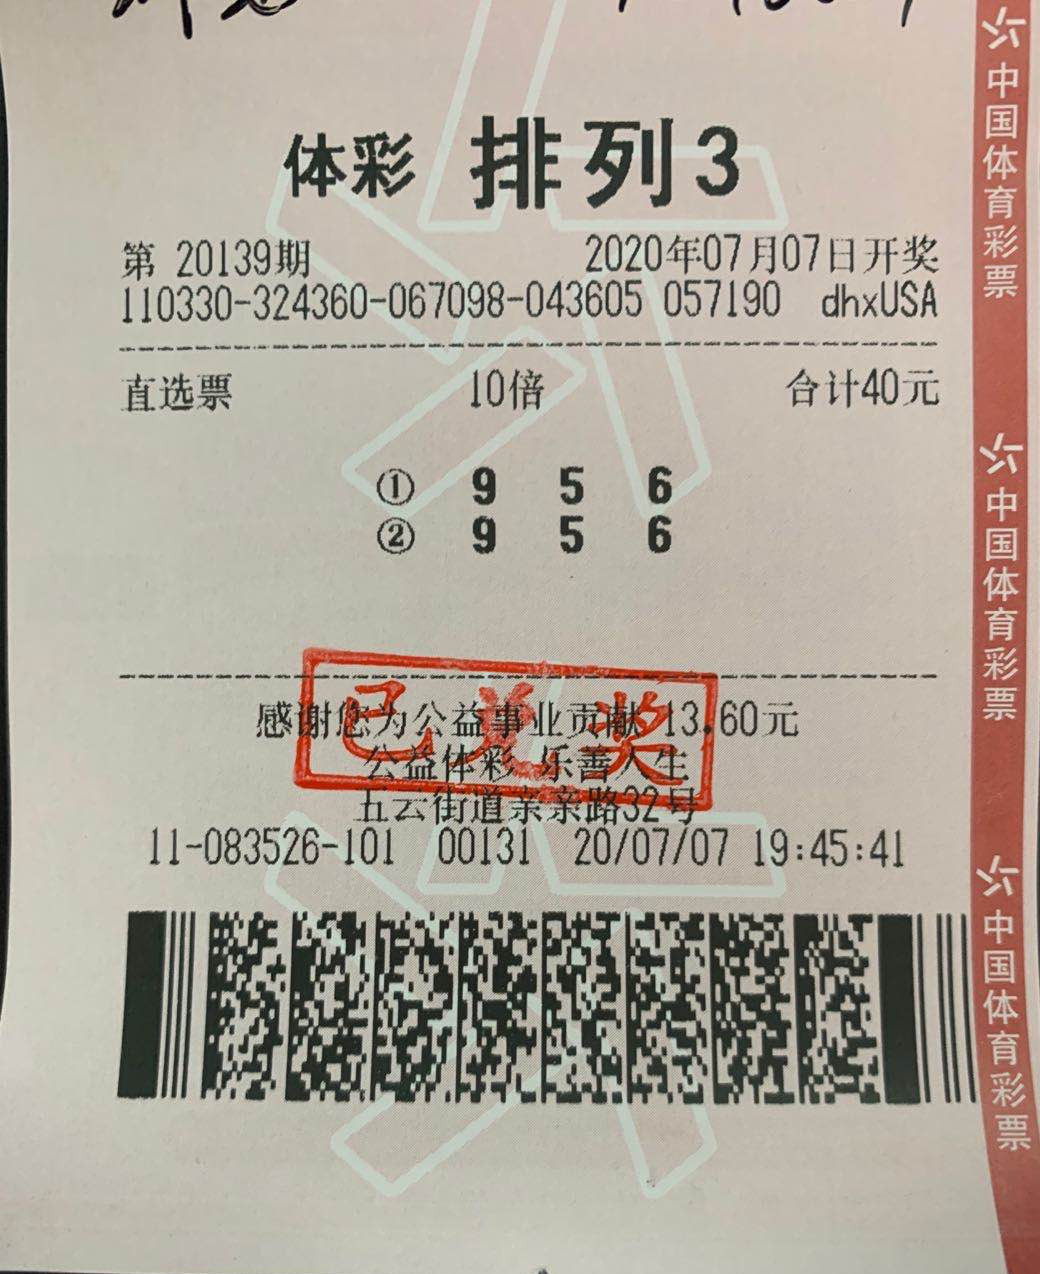 体彩 排列3
第 20139期 2020年07月07日开奖
110330-324360-067098-043605 057190 dhxUSA
直选票 10倍 合计40元
① 9 5 6
② 9 5 6
已兑奖
感谢您为公益事业贡献 13.60元
公益体彩 乐善人生
五云街道亲亲路32号
11-083526-101 00131 20/07/07 19:45:41
中国体育彩票
中国体育彩票
中国体育彩票